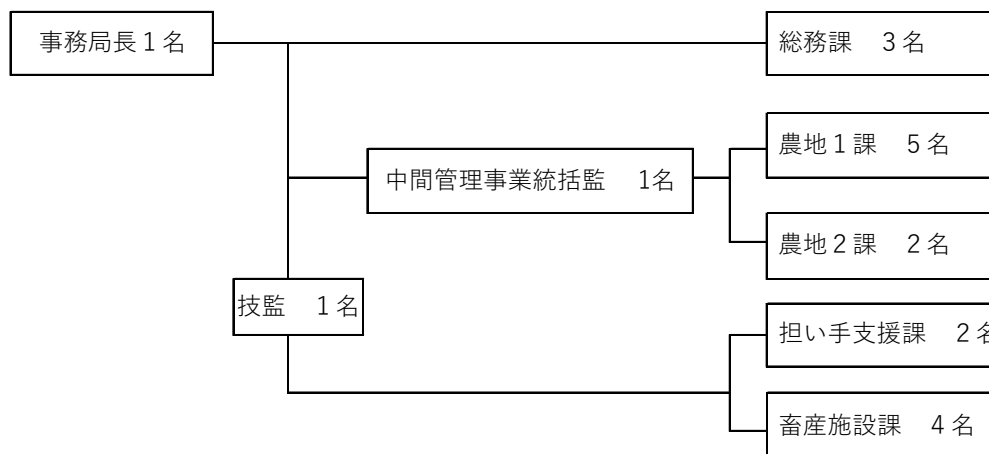 事務局長１名
総務課　３名
農地１課　５名
中間管理事業統括監　1名
農地２課　２名
技監　１名
担い手支援課　２名
畜産施設課　４名